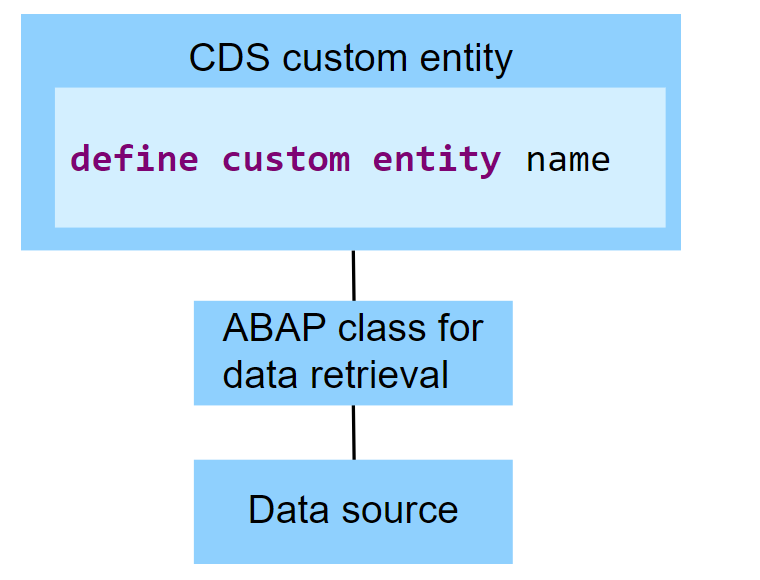 CDS custom entity
define custom entity name
ABAP class for
data retrieval
Data source